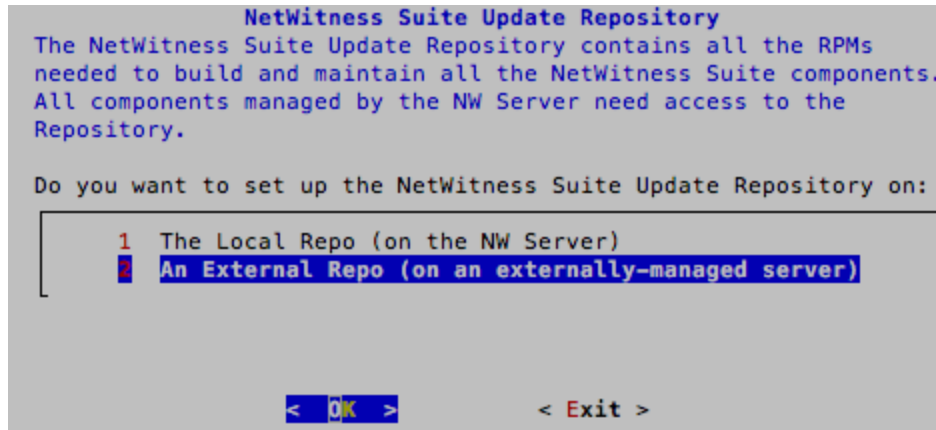 NetWitness Suite Update Repository
The NetWitness Suite Update Repository contains all the RPMs
needed to build and maintain all the NetWitness Suite components.
All components managed by the NW Server need access to the
Repository.
Do you want to set up the NetWitness Suite Update Repository on:
1 The Local Repo (on the NW Server)
2 An External Repo (on an externally-managed server)
< OK > < Exit >